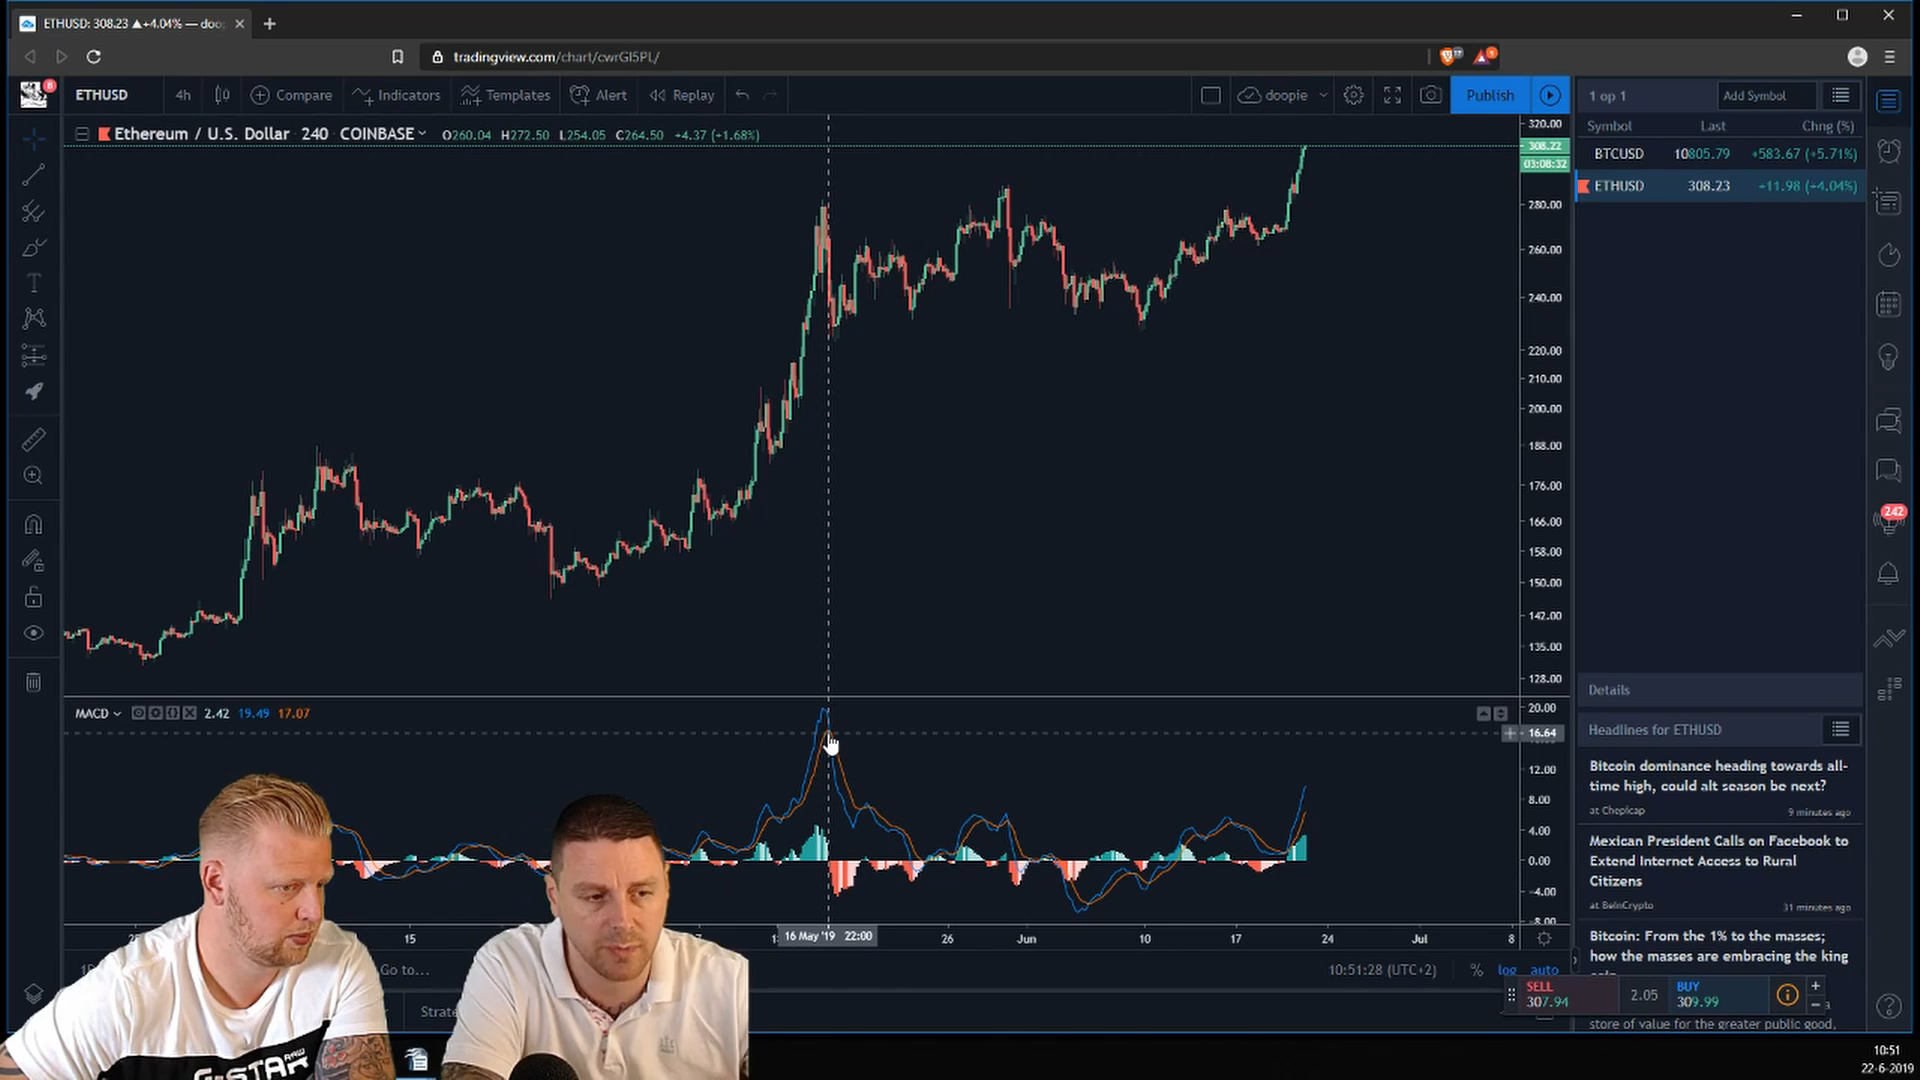 ETHUSD: 308.23 ▲+4.04% — doo
tradingview.com/chart/cwrGI5PL/
8
ETHUSD
4h
Compare
Indicators
Templates
Alert
Replay
doopie
Publish
1 op 1
Add Symbol
Ethereum / U.S. Dollar 240 COINBASE
O260.04 H272.50 L254.05 C264.50 +4.37 (+1.68%)
Symbol Last Chng (%)
BTCUSD 10805.79 +583.67 (+5.71%)
ETHUSD 308.23 +11.98 (+4.04%)
320.00
308.22
03:08:32
280.00
260.00
240.00
220.00
210.00
200.00
188.00
176.00
166.00
158.00
150.00
142.00
135.00
128.00
242
MACD 2.42 19.49 17.07
20.00
16.64
12.00
8.00
4.00
0.00
-4.00
-8.00
15
16 May '19 22:00
26
Jun
10
17
24
Jul
8
Go to...
10:51:28 (UTC+2)
%
log
auto
Details
Headlines for ETHUSD
Bitcoin dominance heading towards all-
time high, could alt season be next?
at Chepicap 9 minutes ago
Mexican President Calls on Facebook to
Extend Internet Access to Rural
Citizens
at BeInCrypto 31 minutes ago
Bitcoin: From the 1% to the masses;
how the masses are embracing the king
SELL
307.94
2.05
BUY
309.99
store of value for the greater public good,
Strate
G-STAR RAW
10:51
22-6-2019